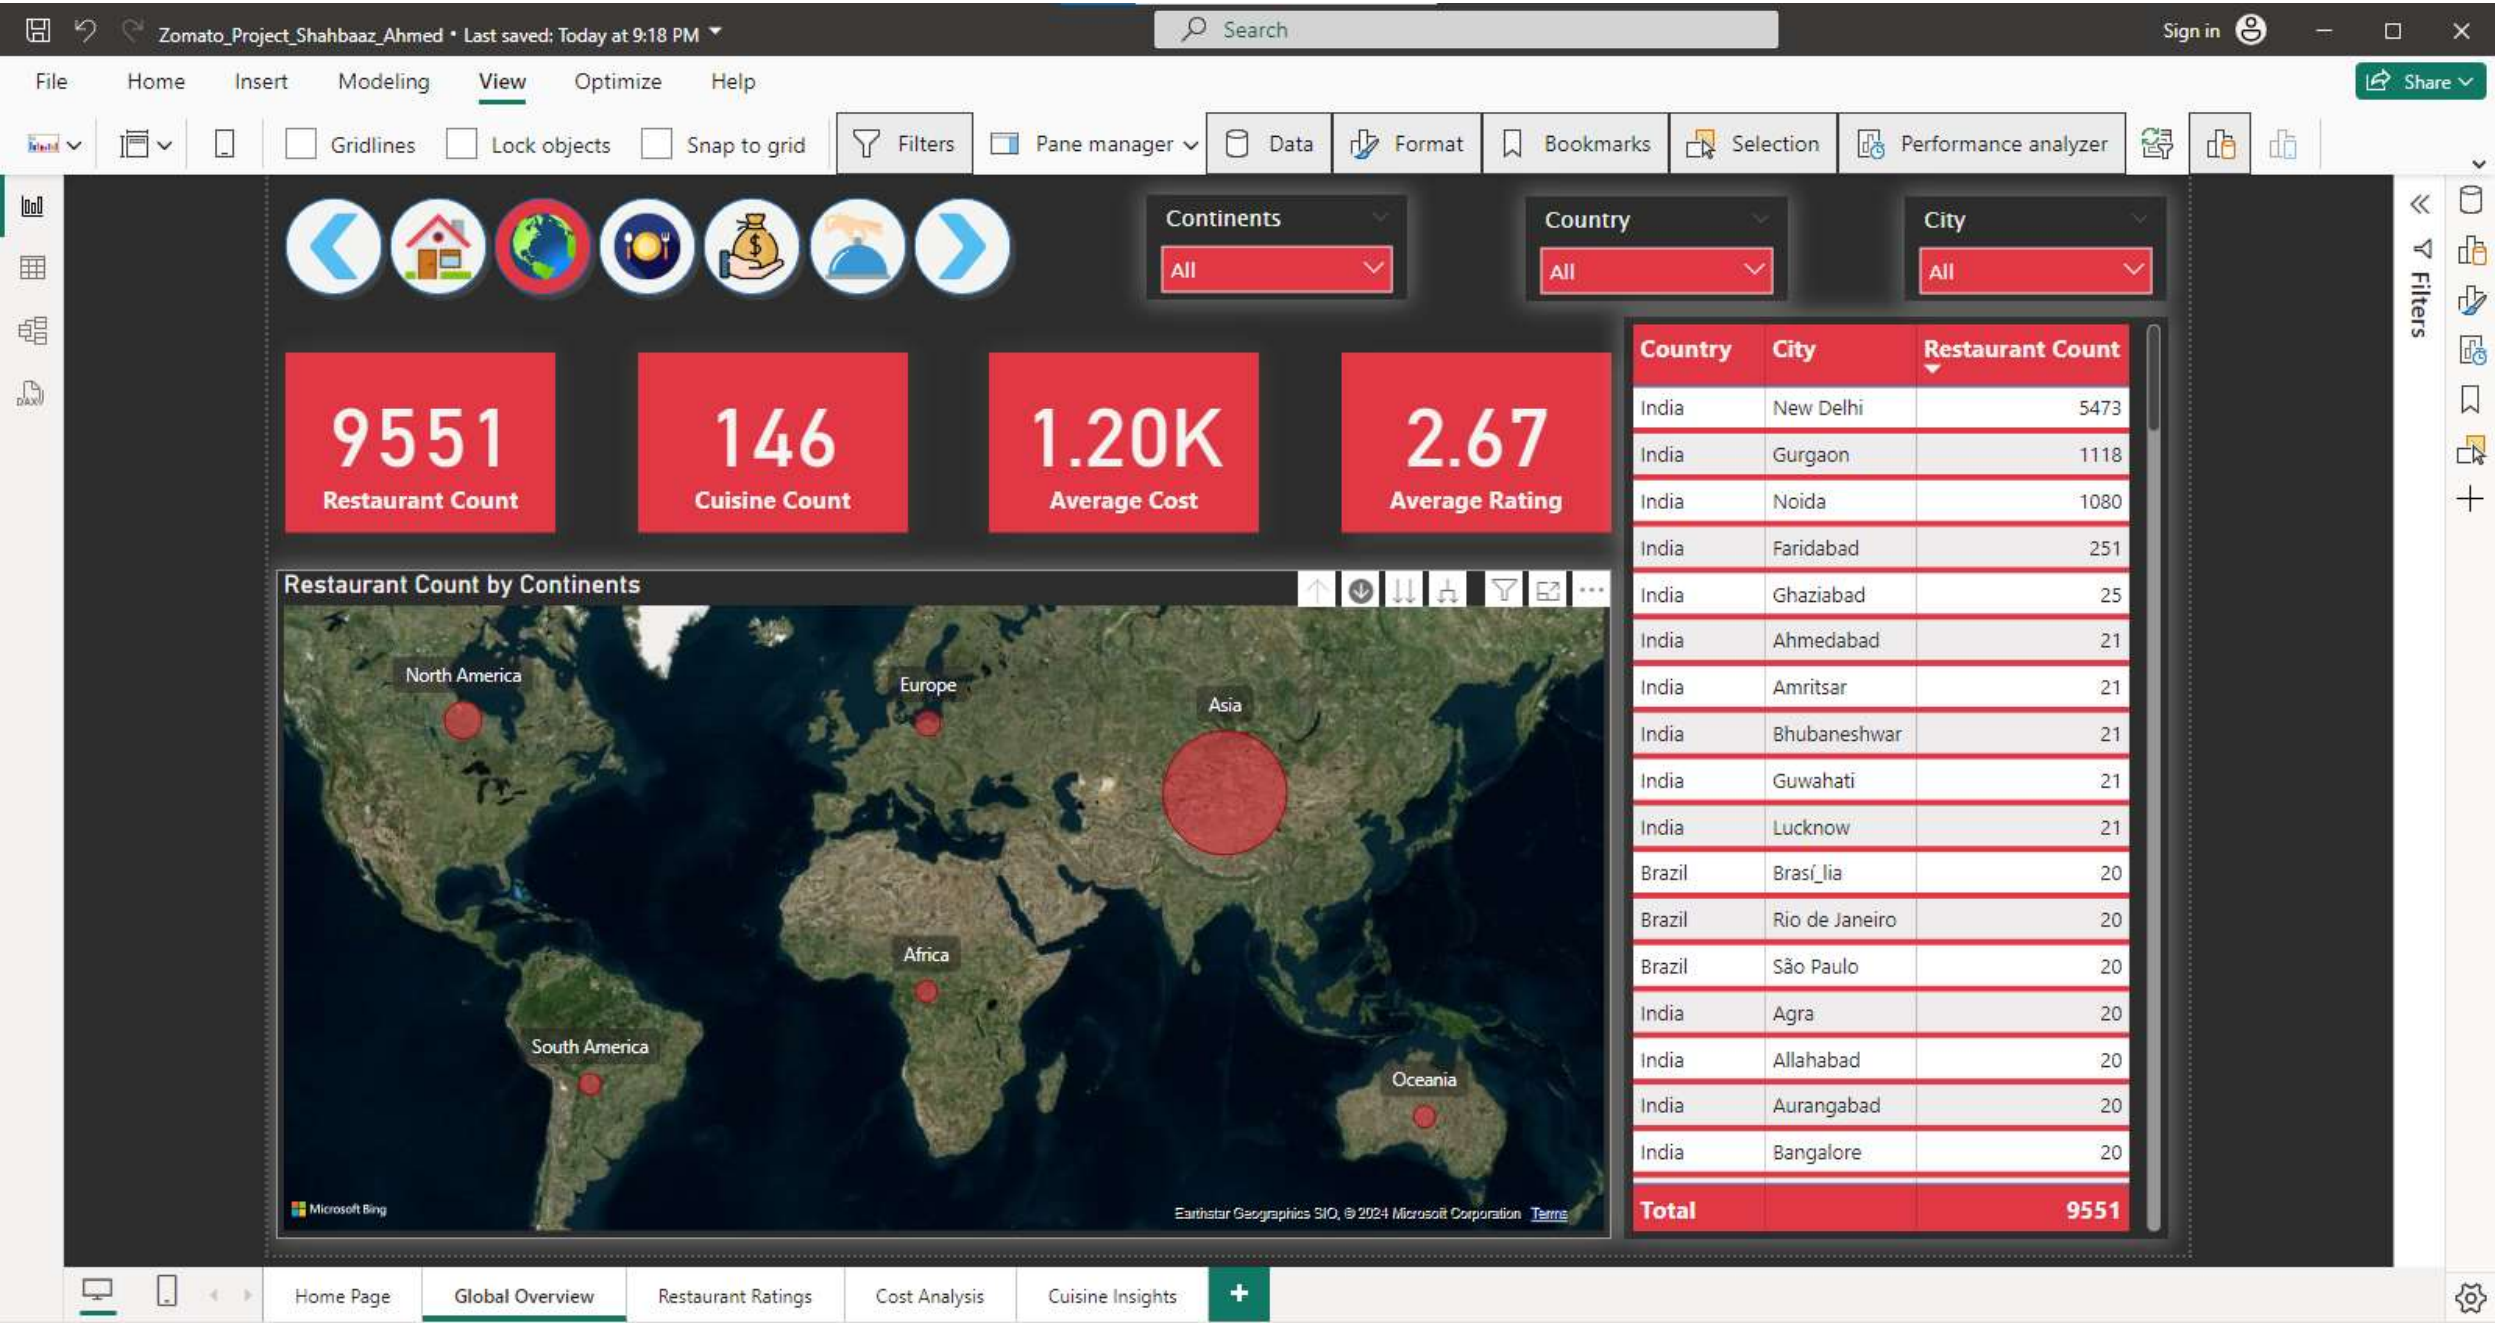 Zomato_Project_Shahbaaz_Ahmed • Last saved: Today at 9:18 PM
Search
Sign in
File Home Insert Modeling View Optimize Help
Share
Gridlines Lock objects Snap to grid Filters Pane manager Data Format Bookmarks Selection Performance analyzer
DAX
Continents
All
Country
All
City
All
Filters
9551
Restaurant Count
146
Cuisine Count
1.20K
Average Cost
2.67
Average Rating
Restaurant Count by Continents
North America
Europe
Asia
Africa
South America
Oceania
Microsoft Bing
Earthstar Geographics SIO, © 2024 Microsoft Corporation Terms
Country City Restaurant Count
India New Delhi 5473
India Gurgaon 1118
India Noida 1080
India Faridabad 251
India Ghaziabad 25
India Ahmedabad 21
India Amritsar 21
India Bhubaneshwar 21
India Guwahati 21
India Lucknow 21
Brazil Brasí_lia 20
Brazil Rio de Janeiro 20
Brazil São Paulo 20
India Agra 20
India Allahabad 20
India Aurangabad 20
India Bangalore 20
Total 9551
Home Page Global Overview Restaurant Ratings Cost Analysis Cuisine Insights +